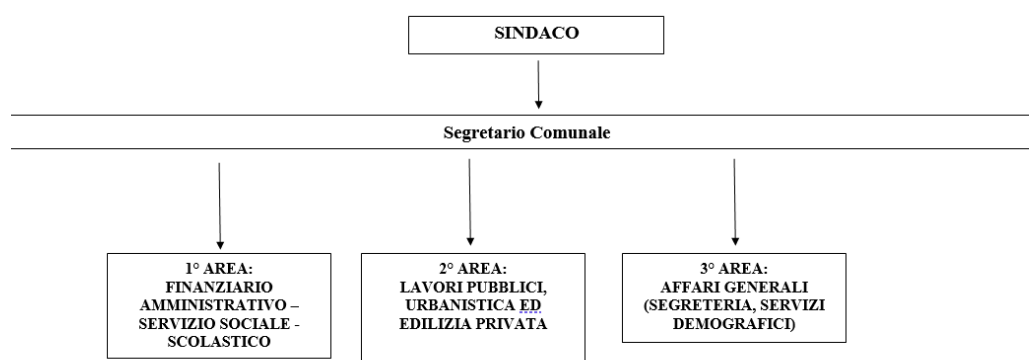 SINDACO
Segretario Comunale
1° AREA:
FINANZIARIO
AMMINISTRATIVO –
SERVIZIO SOCIALE -
SCOLASTICO
2° AREA:
LAVORI PUBBLICI,
URBANISTICA ED
EDILIZIA PRIVATA
3° AREA:
AFFARI GENERALI
(SEGRETERIA, SERVIZI
DEMOGRAFICI)